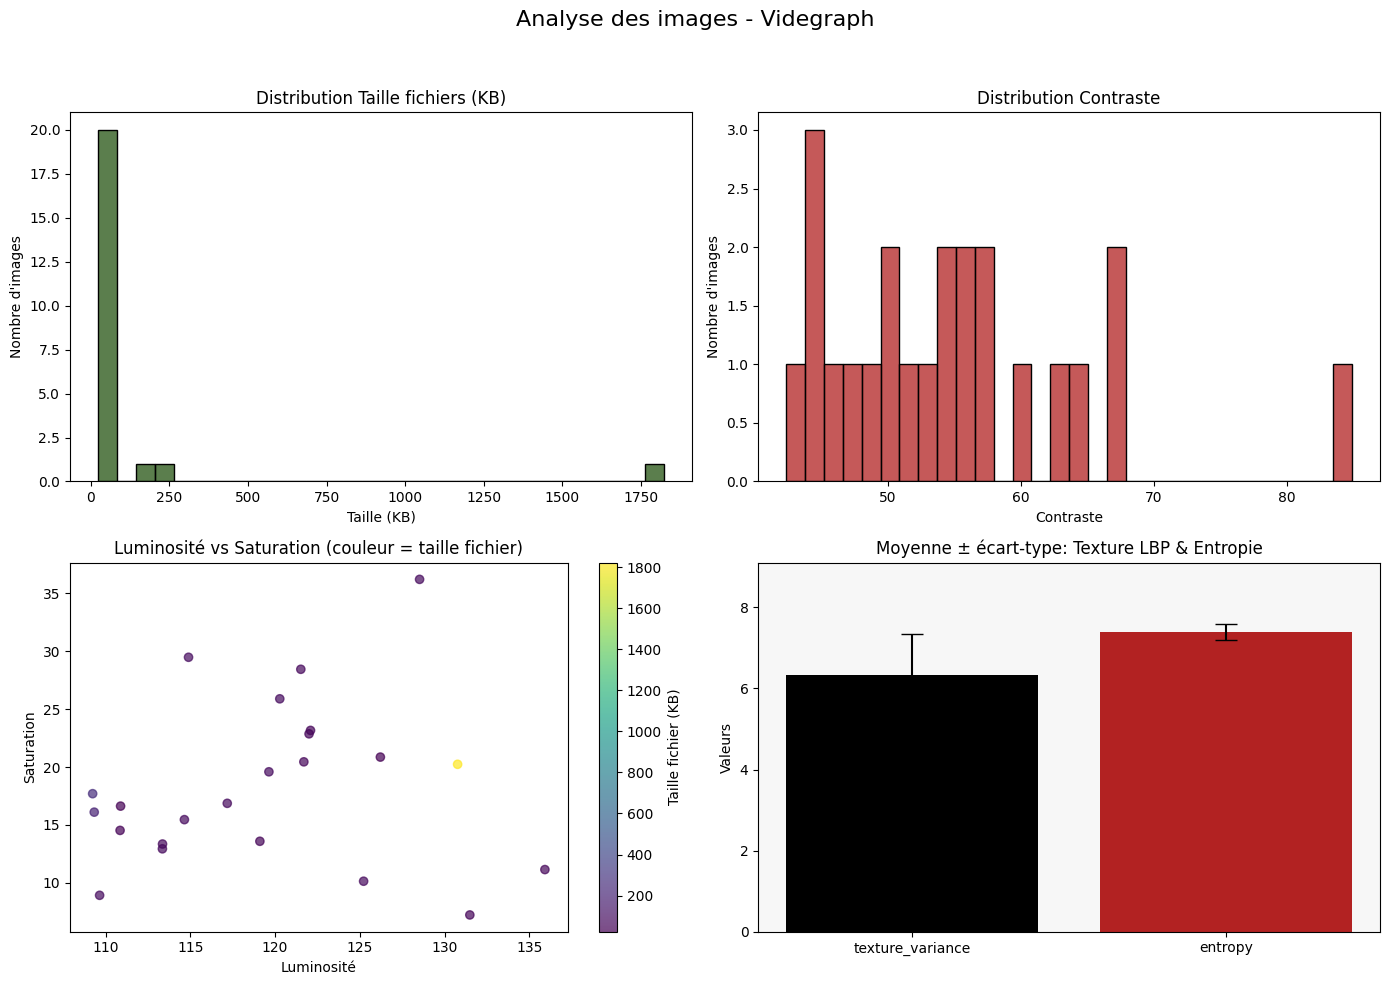 Analyse des images - Videgraph
Distribution Taille fichiers (KB)
Nombre d'images
20.0
17.5
15.0
12.5
10.0
7.5
5.0
2.5
0.0
0 250 500 750 1000 1250 1500 1750
Taille (KB)
Distribution Contraste
Nombre d'images
3.0
2.5
2.0
1.5
1.0
0.5
0.0
50 60 70 80
Contraste
Luminosité vs Saturation (couleur = taille fichier)
Saturation
35
30
25
20
15
10
110 115 120 125 130 135
Luminosité
1800
1600
1400
1200
1000
800
600
400
200
Taille fichier (KB)
Moyenne ± écart-type: Texture LBP & Entropie
Valeurs
8
6
4
2
0
texture_variance entropy